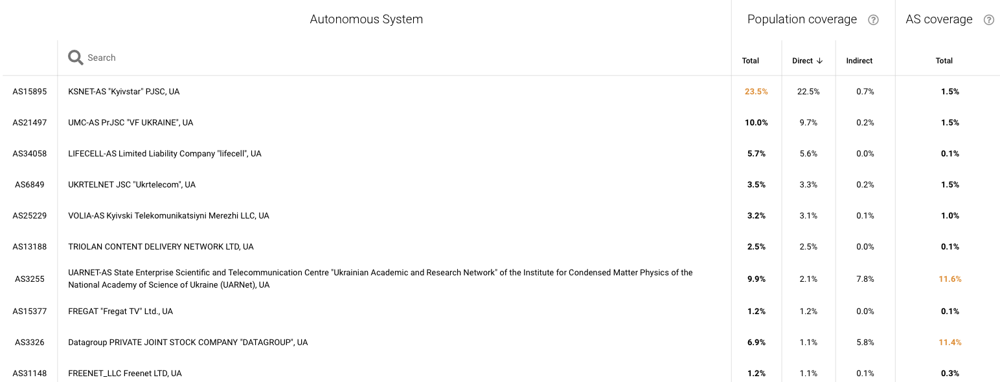 Autonomous System Population coverage ? AS coverage ?
Search Total Direct ↓ Indirect Total
AS15895 KSNET-AS "Kyivstar" PJSC, UA 23.5% 22.5% 0.7% 1.5%
AS21497 UMC-AS PrJSC "VF UKRAINE", UA 10.0% 9.7% 0.2% 1.5%
AS34058 LIFECELL-AS Limited Liability Company "lifecell", UA 5.7% 5.6% 0.0% 0.1%
AS6849 UKRTELNET JSC "Ukrtelecom", UA 3.5% 3.3% 0.2% 1.5%
AS25229 VOLIA-AS Kyivski Telekomunikatsiyni Merezhi LLC, UA 3.2% 3.1% 0.1% 1.0%
AS13188 TRIOLAN CONTENT DELIVERY NETWORK LTD, UA 2.5% 2.5% 0.0% 0.1%
AS3255 UARNET-AS State Enterprise Scientific and Telecommunication Centre "Ukrainian Academic and Research Network" of the Institute for Condensed Matter Physics of the
National Academy of Science of Ukraine (UARNet), UA 9.9% 2.1% 7.8% 11.6%
AS15377 FREGAT "Fregat TV" Ltd., UA 1.2% 1.2% 0.0% 0.1%
AS3326 Datagroup PRIVATE JOINT STOCK COMPANY "DATAGROUP", UA 6.9% 1.1% 5.8% 11.4%
AS31148 FREENET_LLC Freenet LTD, UA 1.2% 1.1% 0.1% 0.3%